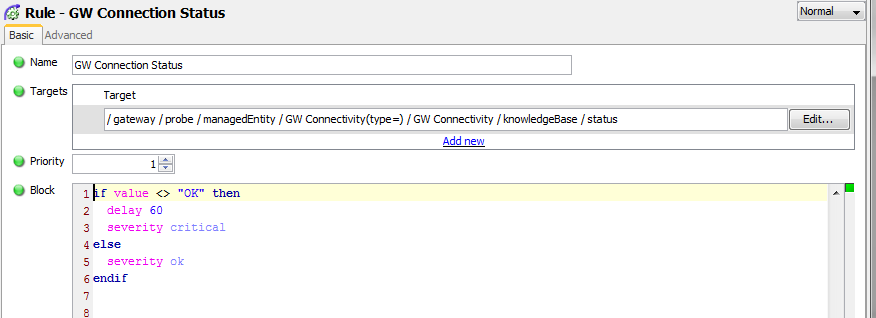 Rule - GW Connection Status
Normal
Basic Advanced
Name GW Connection Status
Targets Target
/ gateway / probe / managedEntity / GW Connectivity(type=) / GW Connectivity / knowledgeBase / status Edit...
Add new
Priority 1
Block
1 if value <> "OK" then
2   delay 60
3   severity critical
4 else
5   severity ok
6 endif
7
8